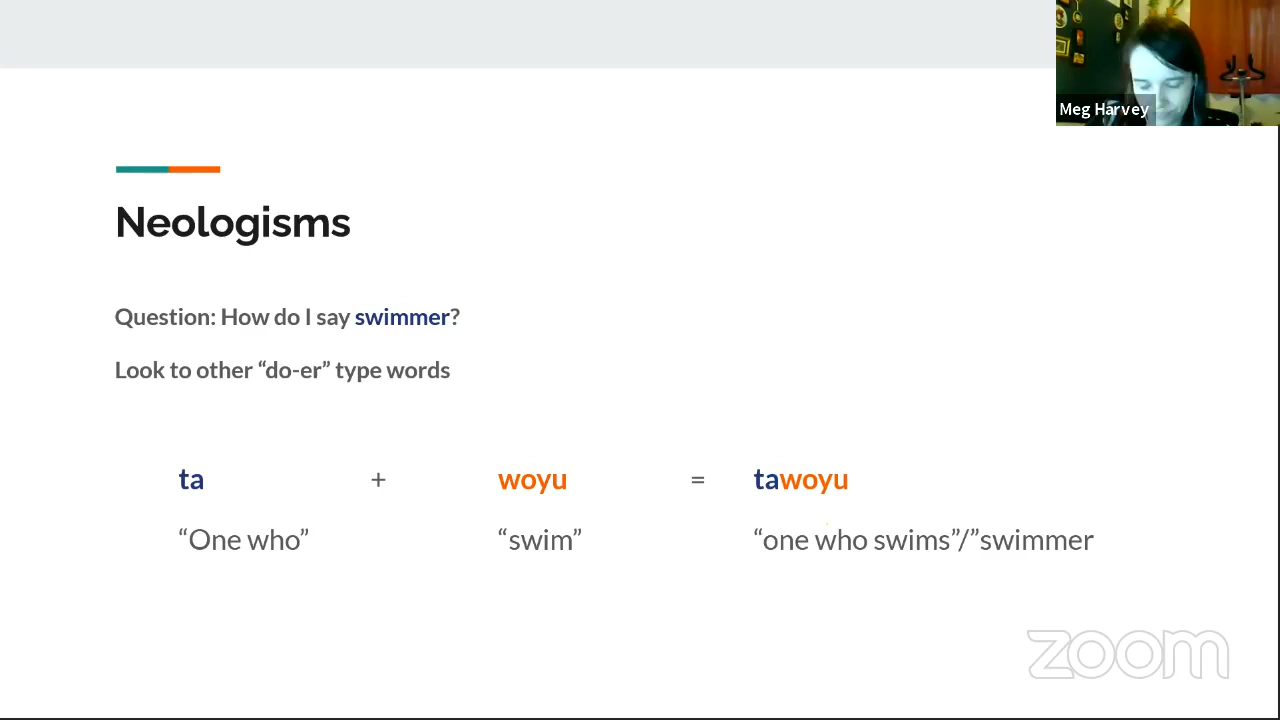 Meg Harvey
Neologisms
Question: How do I say swimmer?
Look to other “do-er” type words
ta + woyu = tawoyu
“One who” “swim” “one who swims”/”swimmer
zoom